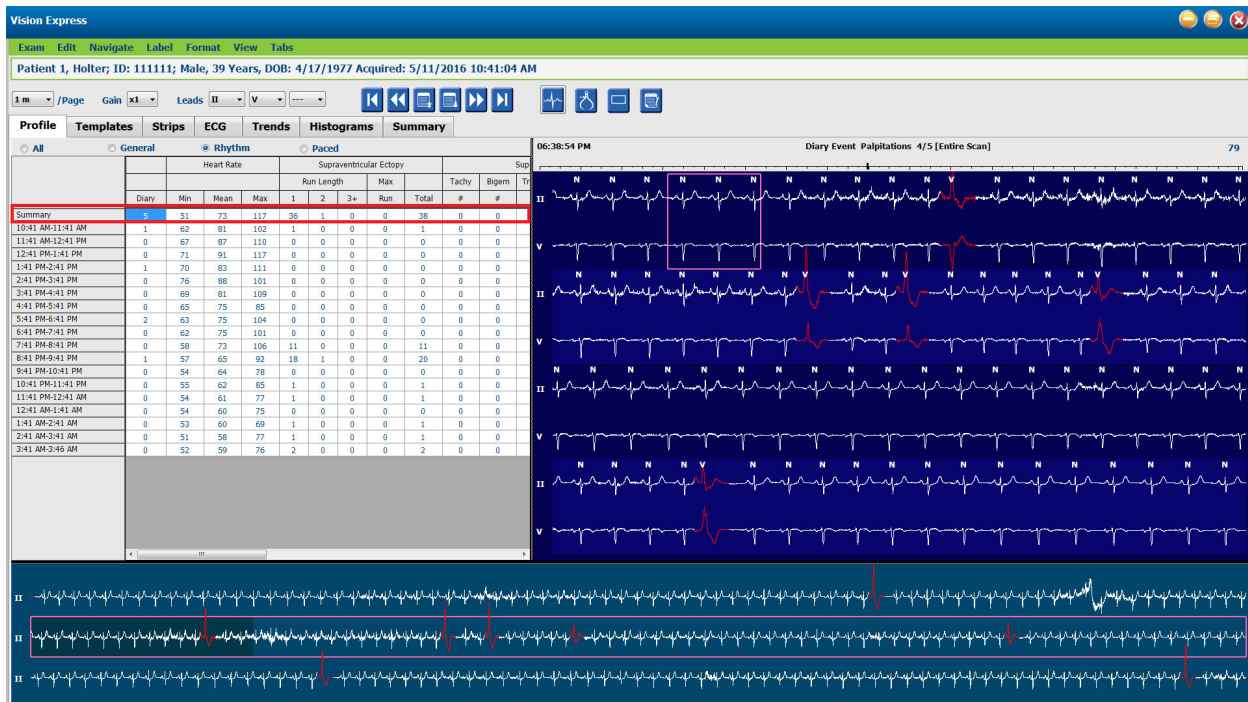 Vision Express
Exam Edit Navigate Label Format View Tabs
Patient 1, Holter; ID: 111111; Male, 39 Years, DOB: 4/17/1977 Acquired: 5/11/2016 10:41:04 AM
1 m /Page Gain x1 Leads II V ---
Profile Templates Strips ECG Trends Histograms Summary
All General Rhythm Paced
Heart Rate Supraventricular Ectopy Sup
Run Length Max Tachy Bigem Tr
Diary Min Mean Max 1 2 3+ Run Total # #
Summary 5 51 73 117 36 1 0 0 38 0 0
10:41 AM-11:41 AM 1 62 81 102 1 0 0 0 1 0 0
11:41 AM-12:41 PM 0 67 87 110 0 0 0 0 0 0 0
12:41 PM-1:41 PM 0 71 91 117 0 0 0 0 0 0 0
1:41 PM-2:41 PM 1 70 83 111 0 0 0 0 0 0 0
2:41 PM-3:41 PM 0 76 88 101 0 0 0 0 0 0 0
3:41 PM-4:41 PM 0 69 81 109 0 0 0 0 0 0 0
4:41 PM-5:41 PM 0 65 75 85 0 0 0 0 0 0 0
5:41 PM-6:41 PM 2 63 75 104 0 0 0 0 0 0 0
6:41 PM-7:41 PM 0 62 75 101 0 0 0 0 0 0 0
7:41 PM-8:41 PM 0 58 73 106 11 0 0 0 11 0 0
8:41 PM-9:41 PM 1 57 65 92 18 1 0 0 20 0 0
9:41 PM-10:41 PM 0 54 64 78 0 0 0 0 0 0 0
10:41 PM-11:41 PM 0 55 62 85 1 0 0 0 1 0 0
11:41 PM-12:41 AM 0 54 61 77 1 0 0 0 1 0 0
12:41 AM-1:41 AM 0 54 60 75 0 0 0 0 0 0 0
1:41 AM-2:41 AM 0 53 60 69 1 0 0 0 1 0 0
2:41 AM-3:41 AM 0 51 58 77 1 0 0 0 1 0 0
3:41 AM-3:46 AM 0 52 59 76 2 0 0 0 2 0 0
06:38:54 PM Diary Event Palpitations 4/5 [Entire Scan] 79
N N N N N N N N N N V N N N N N N N
II
V
N N N N N N V N N V N N N N V N N N
II
V
N N N N N N N N N N N N N N N N N N N
II
V
N N N N V N N N N N N N N N N N N N
II
V
II
II
II